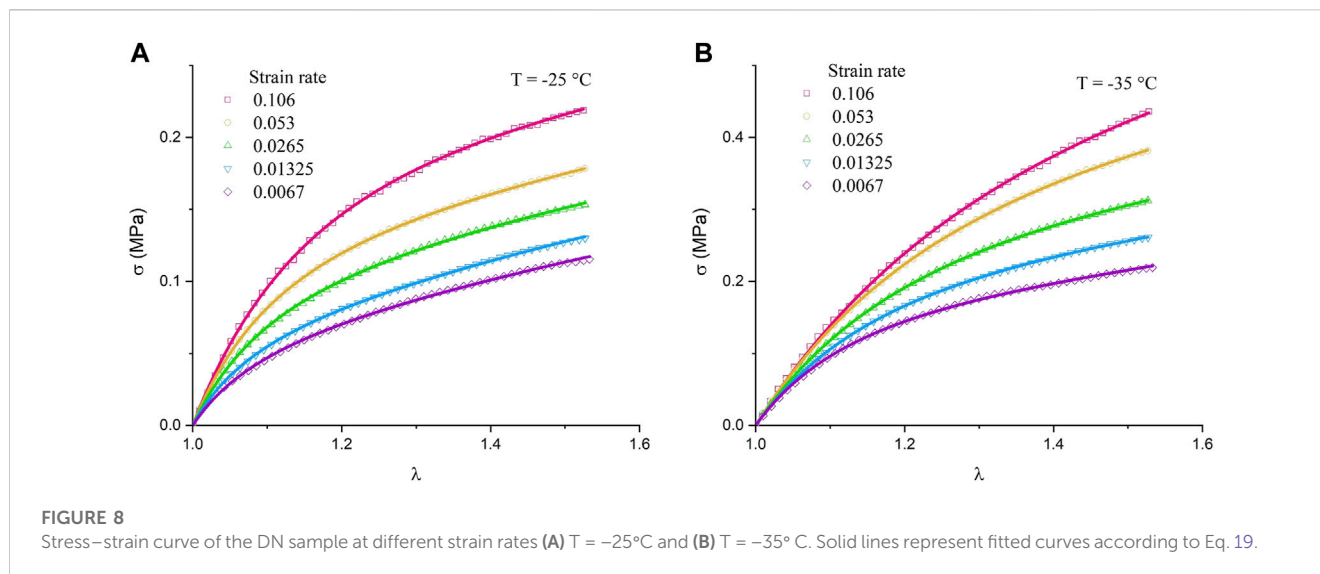 A
Strain rate
T = -25 °C
0.106
0.053
0.0265
0.01325
0.0067
0.2
0.1
0.0
σ (MPa)
1.0 1.2 1.4 1.6
λ
B
Strain rate
T = -35 °C
0.106
0.053
0.0265
0.01325
0.0067
0.4
0.2
0.0
σ (MPa)
1.0 1.2 1.4 1.6
λ
FIGURE 8
Stress–strain curve of the DN sample at different strain rates (A) T = −25°C and (B) T = −35° C. Solid lines represent fitted curves according to Eq. 19.